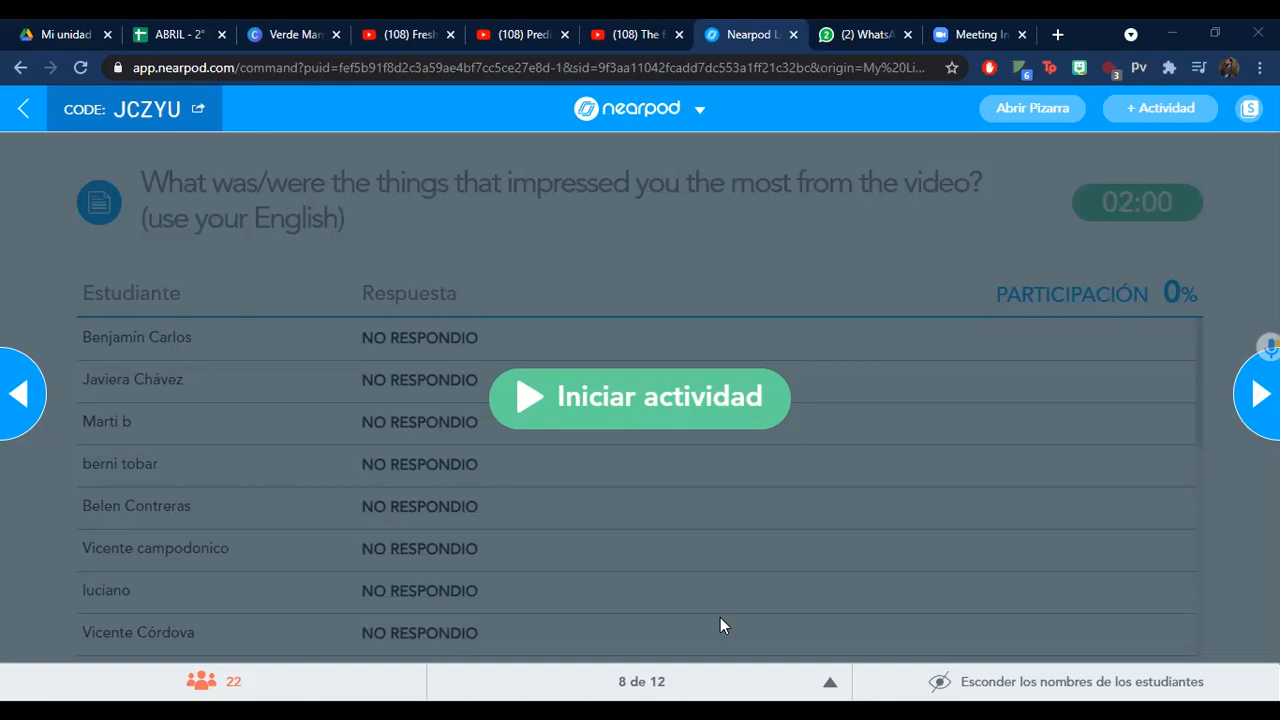 Mi unidad
ABRIL - 2°
Verde Man
(108) Fresh
(108) Predi
(108) The f
Nearpod L
(2) WhatsA
Meeting In
app.nearpod.com/command?puid=fef5b91f8d2c3a59ae4bf7cc5ce27e8d-1&sid=9f3aa11042fcadd7dc553a1ff21c32bc&origin=My%20Li...
6
Tp
3
Pv
CODE: JCZYU
nearpod
Abrir Pizarra
+ Actividad
S
What was/were the things that impressed you the most from the video?
(use your English)
02:00
Estudiante Respuesta PARTICIPACIÓN 0%
Benjamín Carlos NO RESPONDIO
Javiera Chávez NO RESPONDIO
Iniciar actividad
Marti b NO RESPONDIO
berni tobar NO RESPONDIO
Belen Contreras NO RESPONDIO
Vicente campodonico NO RESPONDIO
luciano NO RESPONDIO
Vicente Córdova NO RESPONDIO
22
8 de 12
Esconder los nombres de los estudiantes